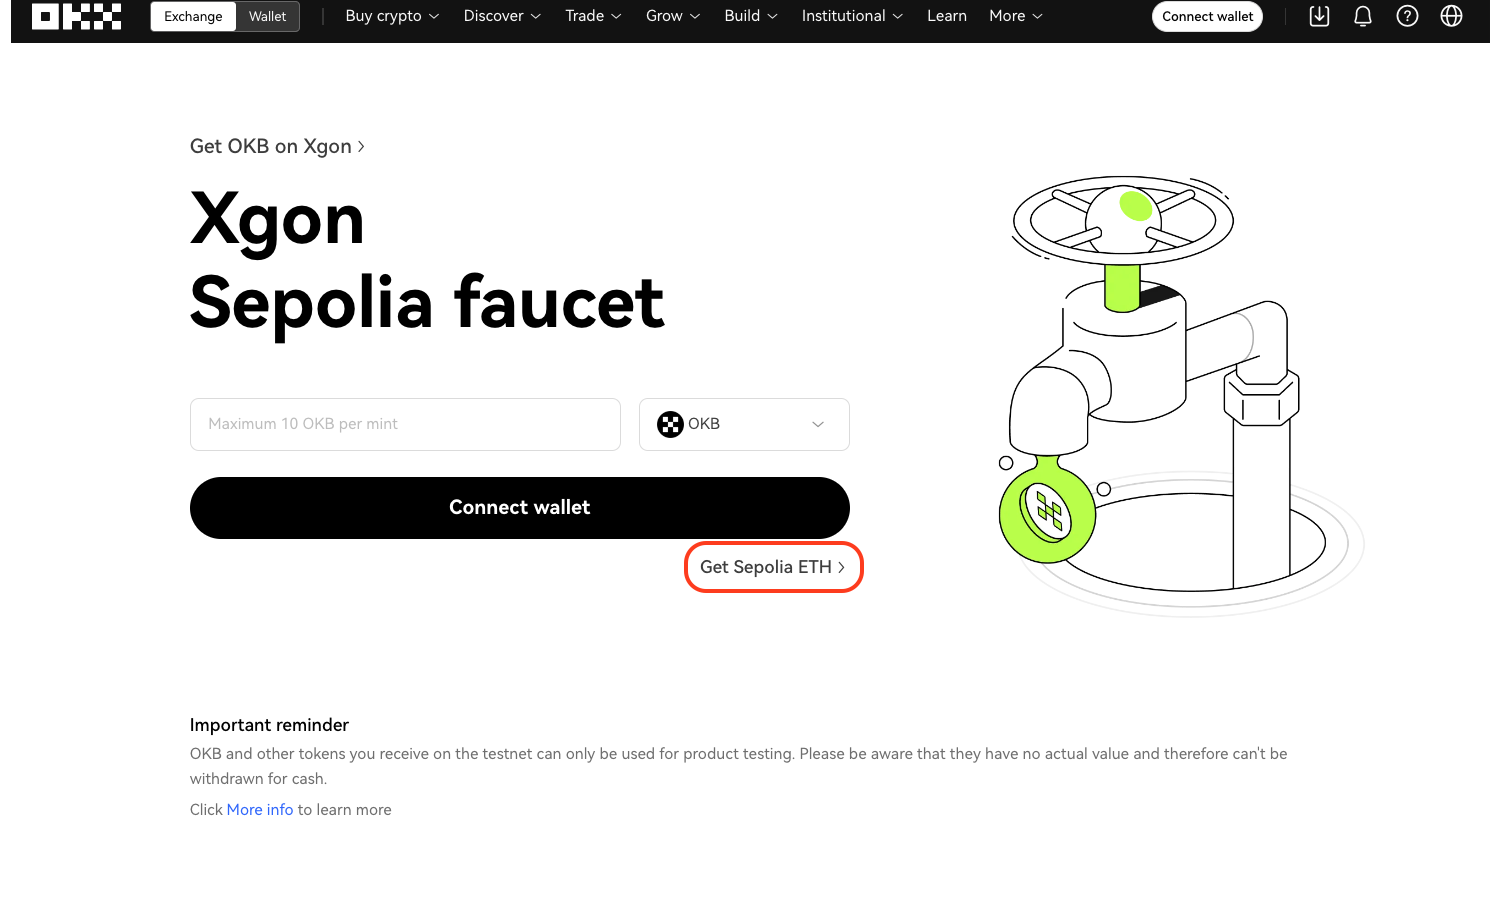 OKX Exchange Wallet Buy crypto Discover Trade Grow Build Institutional Learn More Connect wallet
Get OKB on Xgon
Xgon
Sepolia faucet
Maximum 10 OKB per mint OKB
Connect wallet
Get Sepolia ETH
Important reminder
OKB and other tokens you receive on the testnet can only be used for product testing. Please be aware that they have no actual value and therefore can't be
withdrawn for cash.
Click More info to learn more